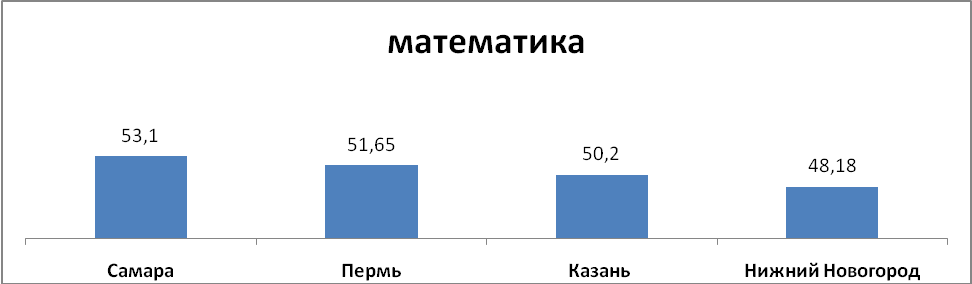 математика
53,1
51,65
50,2
48,18
Самара
Пермь
Казань
Нижний Новогород